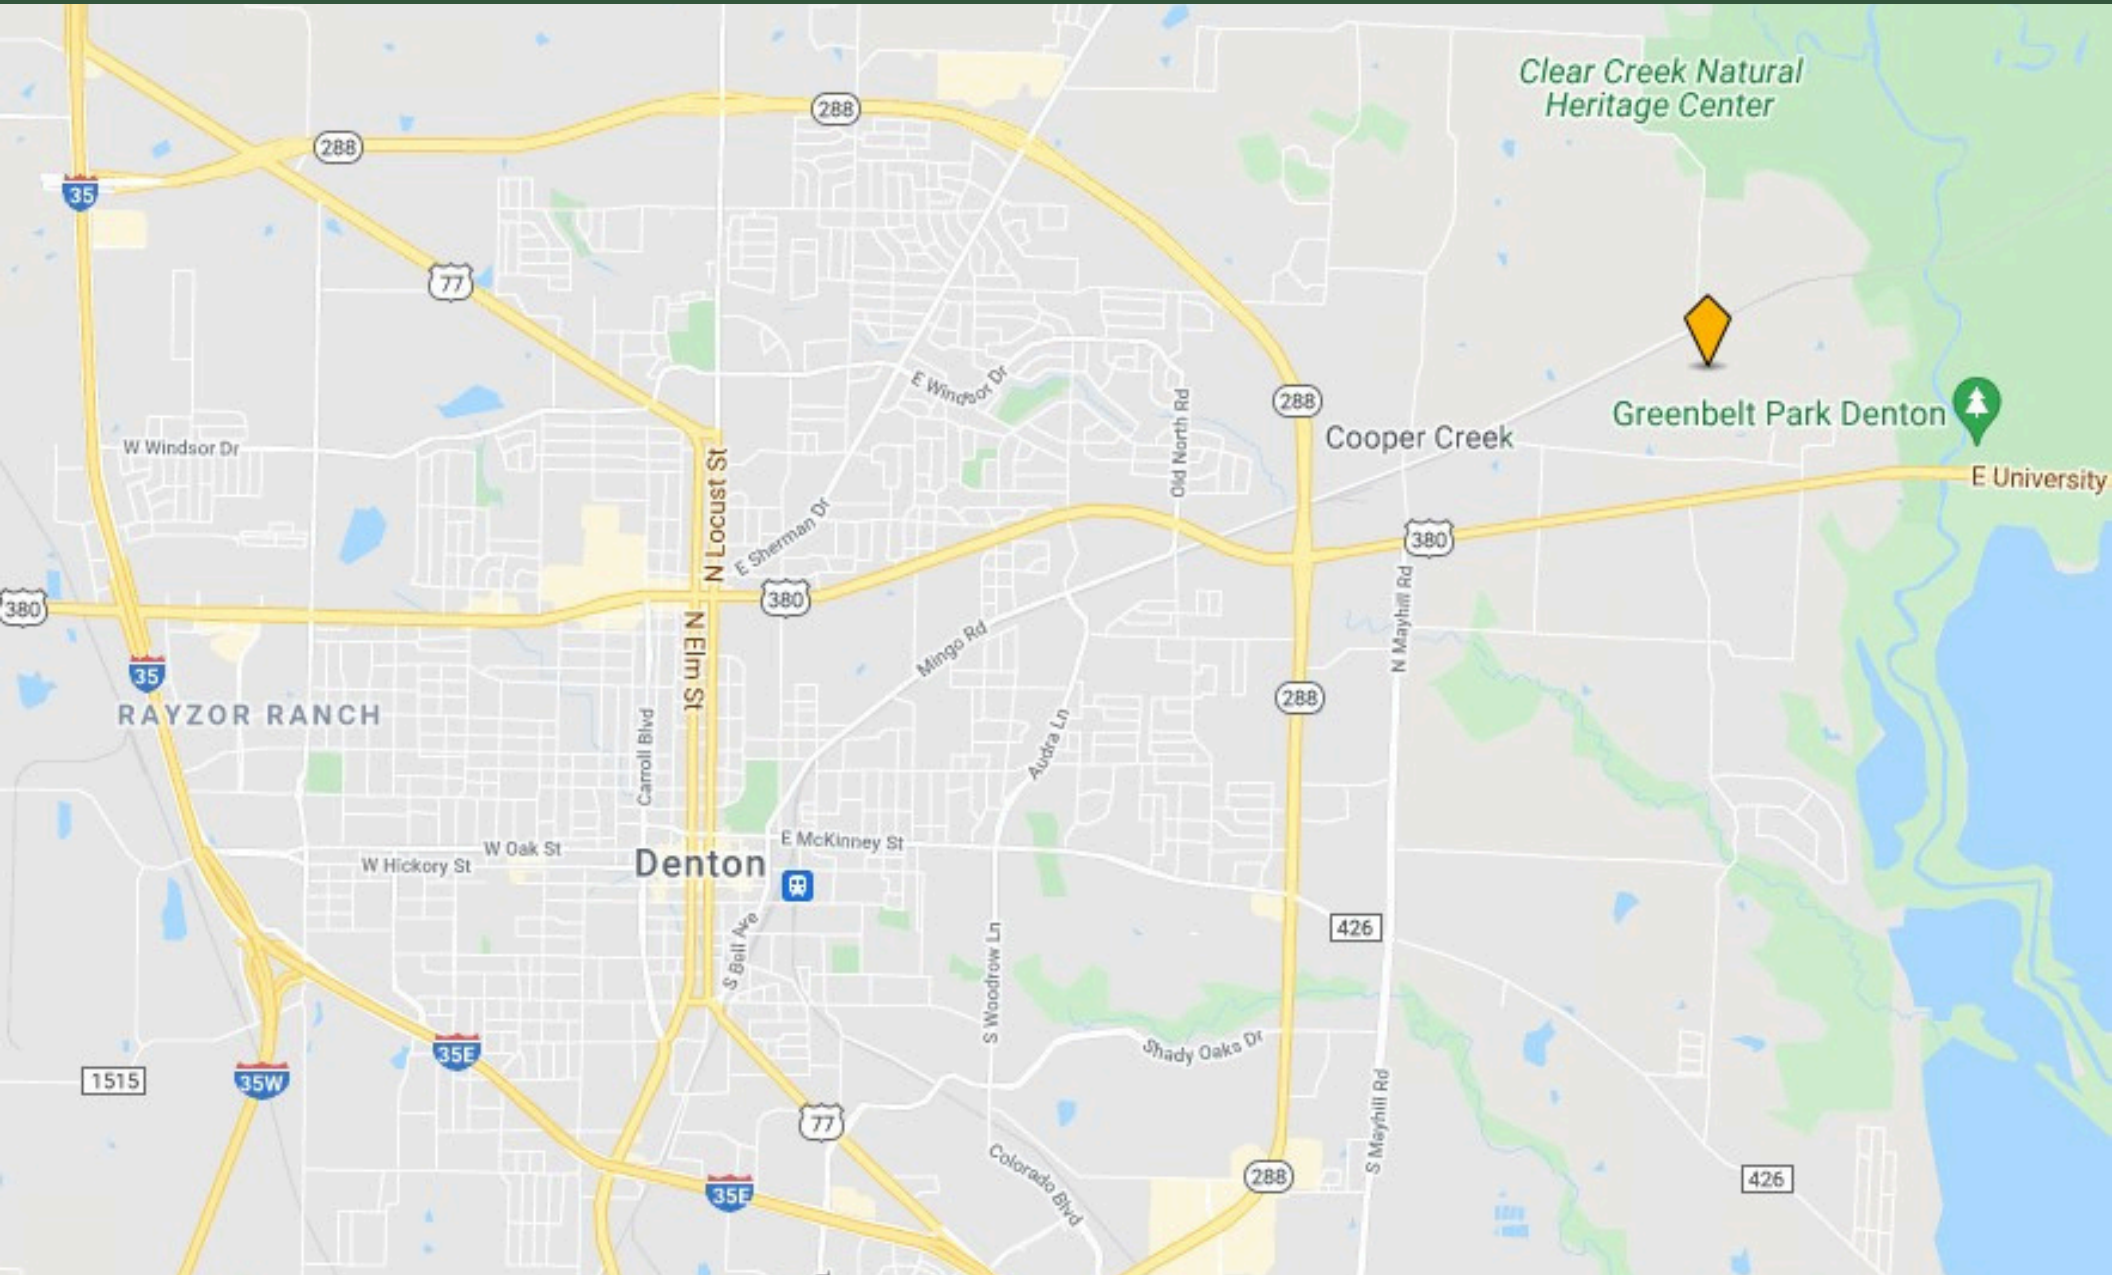 Clear Creek Natural
Heritage Center
288
288
35
77
E Windsor Dr
Old North Rd
288
Greenbelt Park Denton
Cooper Creek
W Windsor Dr
N Locust St
E Sherman Dr
E University
380
380
380
N Elm St
Mingo Rd
N Mayhill Rd
35
288
RAYZOR RANCH
Carroll Blvd
Audra Ln
E McKinney St
W Oak St
W Hickory St
Denton
426
S Bell Ave
S Woodrow Ln
Shady Oaks Dr
35E
35W
1515
77
S Mayhill Rd
Colorado Blvd
288
426
35E